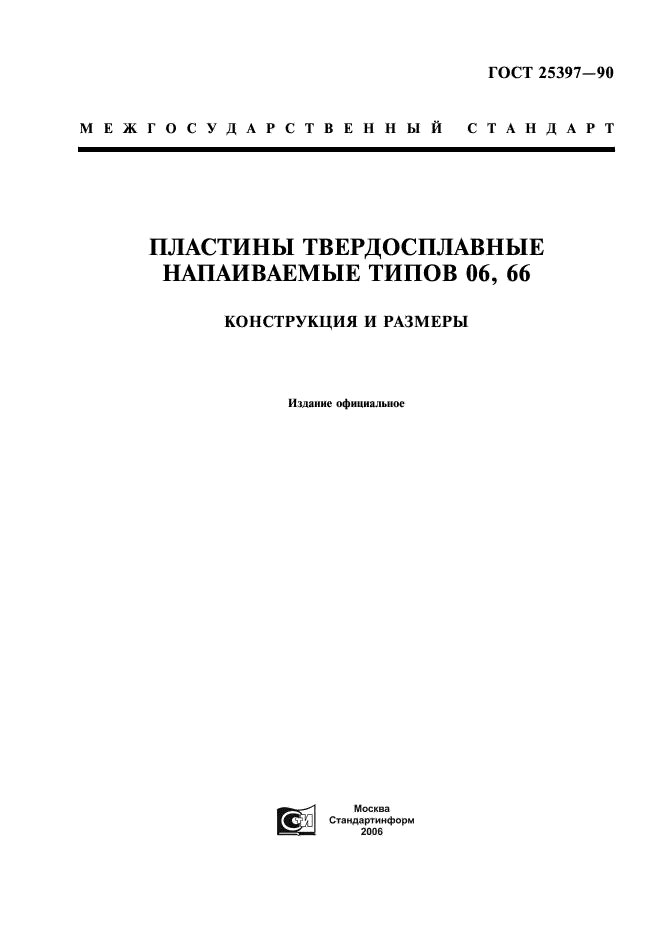 ГОСТ 25397—90
МЕЖГОСУДАРСТВЕННЫЙ СТАНДАРТ
ПЛАСТИНЫ ТВЕРДОСПЛАВНЫЕ
НАПАИВАЕМЫЕ ТИПОВ 06, 66
КОНСТРУКЦИЯ И РАЗМЕРЫ
Издание официальное
Москва
Стандартинформ
2006